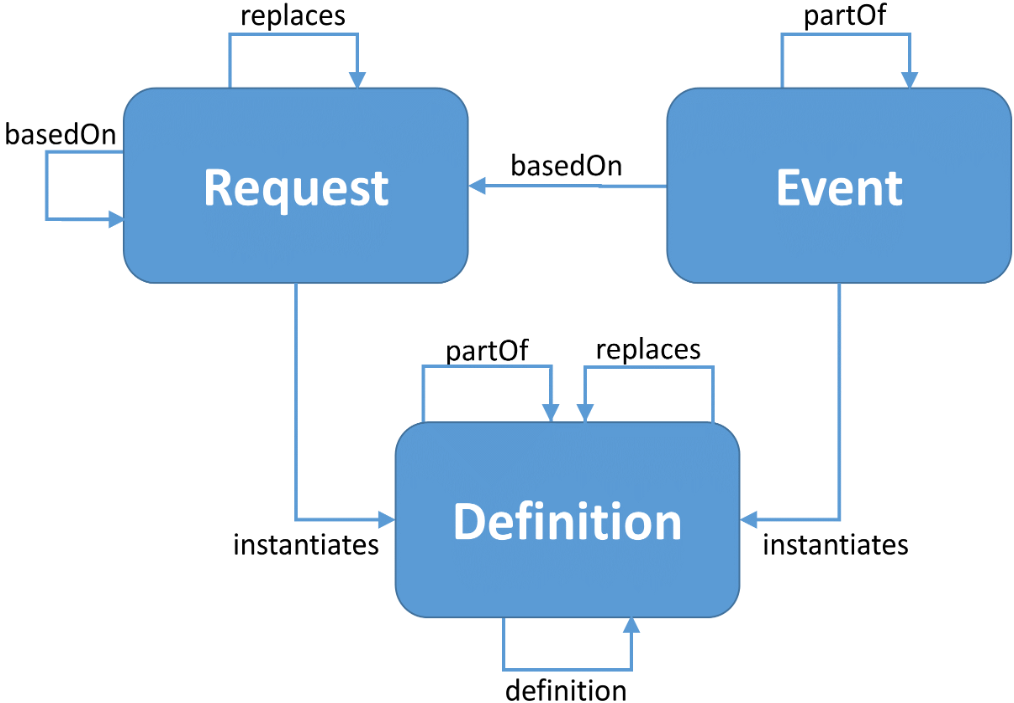 replaces
partOf
basedOn
basedOn
Request
Event
partOf
replaces
Definition
instantiates
instantiates
definition